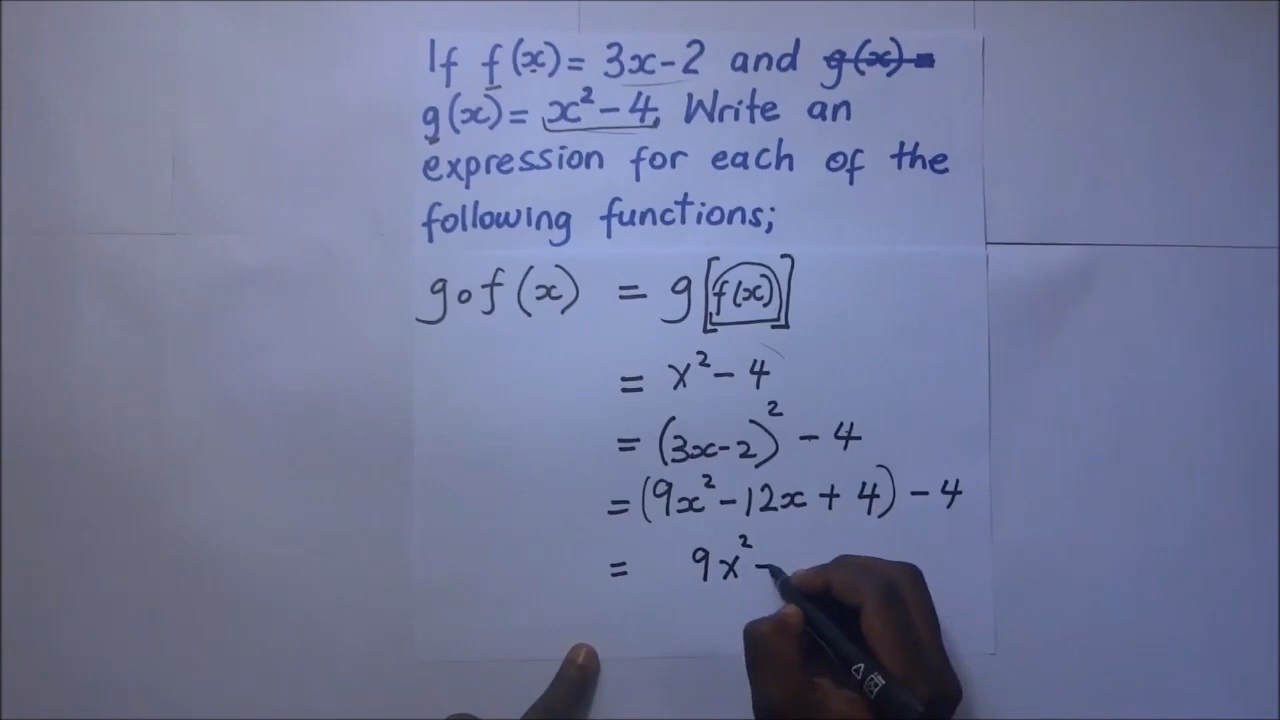 If f(x) = 3x-2 and g(x) =
g(x) = x² - 4, Write an
expression for each of the
following functions;
gof(x) = g[f(x)]
= x² - 4
= (3x-2)² - 4
= (9x² - 12x + 4) - 4
= 9x² -